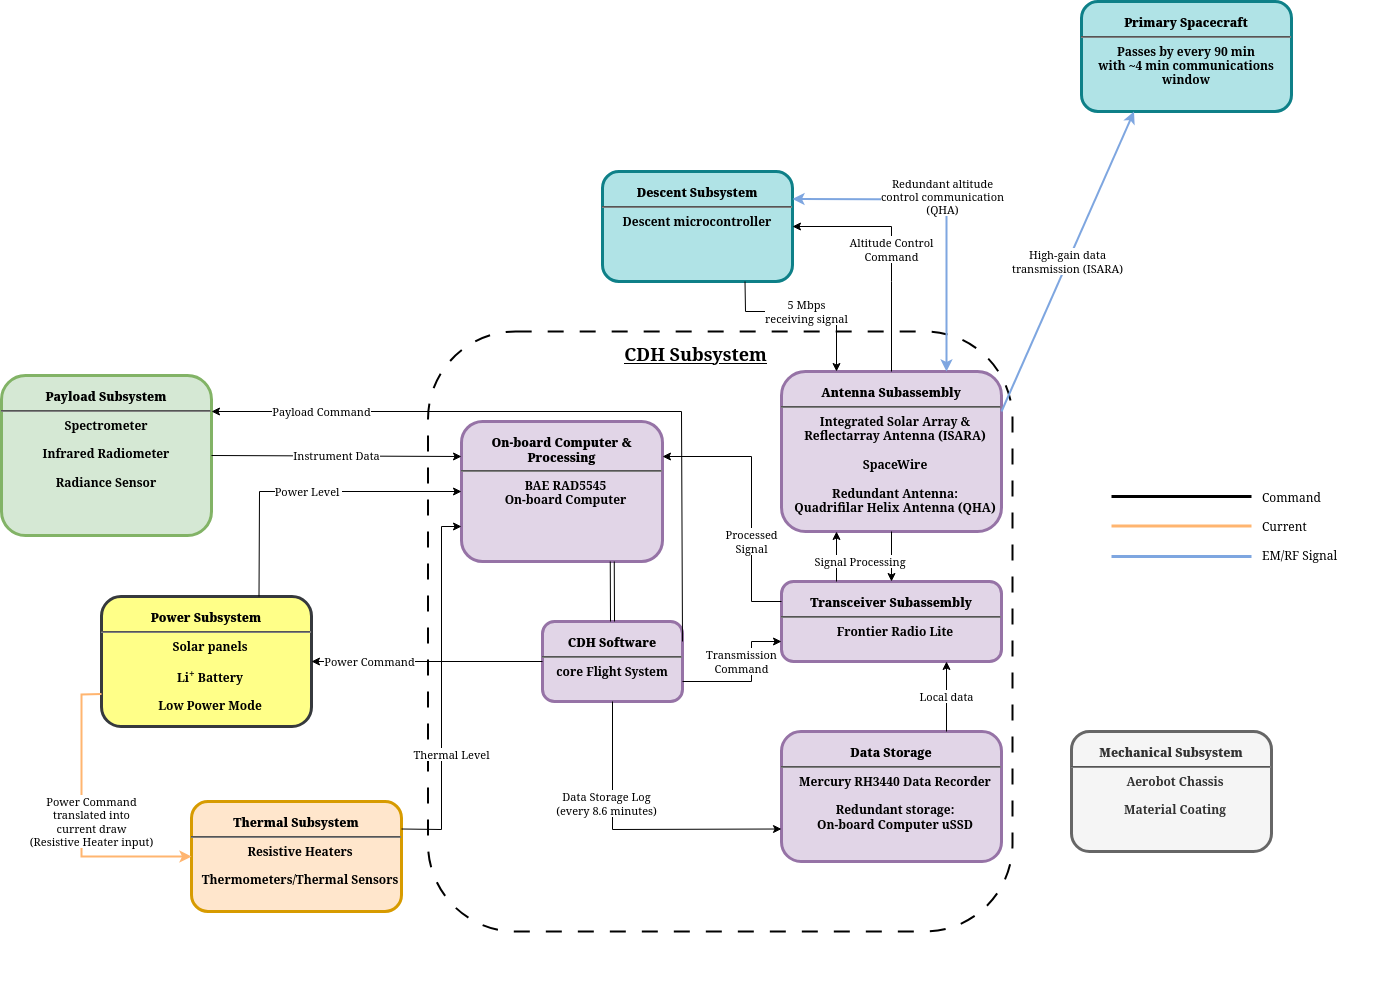 Primary Spacecraft
Passes by every 90 min
with ~4 min communications
window
Descent Subsystem
Descent microcontroller
Redundant altitude
control communication
(QHA)
Altitude Control
Command
High-gain data
transmission (ISARA)
5 Mbps
receiving signal
CDH Subsystem
Payload Subsystem
Spectrometer
Infrared Radiometer
Radiance Sensor
Payload Command
Instrument Data
Power Level
On-board Computer &
Processing
BAE RAD5545
On-board Computer
Antenna Subassembly
Integrated Solar Array &
Reflectarray Antenna (ISARA)
SpaceWire
Redundant Antenna:
Quadrifilar Helix Antenna (QHA)
Command
Current
EM/RF Signal
Processed
Signal
Signal Processing
Transceiver Subassembly
Frontier Radio Lite
Power Subsystem
Solar panels
Li+ Battery
Low Power Mode
Power Command
CDH Software
core Flight System
Transmission
Command
Local data
Thermal Level
Data Storage Log
(every 8.6 minutes)
Data Storage
Mercury RH3440 Data Recorder
Redundant storage:
On-board Computer uSSD
Mechanical Subsystem
Aerobot Chassis
Material Coating
Power Command
translated into
current draw
(Resistive Heater input)
Thermal Subsystem
Resistive Heaters
Thermometers/Thermal Sensors